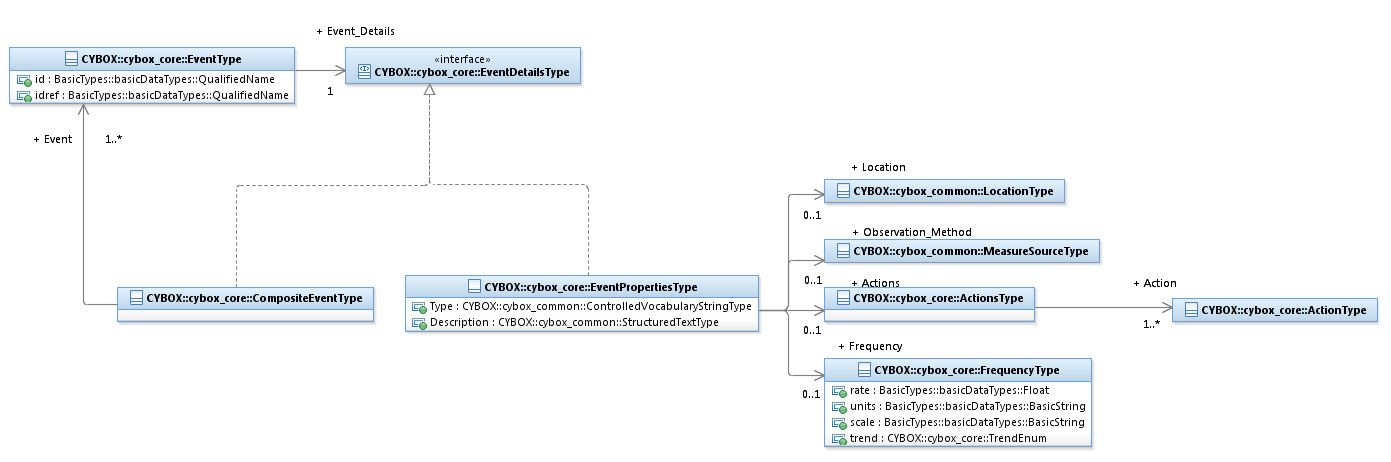 + Event_Details
CYBOX::cybox_core::EventType
id : BasicTypes::basicDataTypes::QualifiedName
idref : BasicTypes::basicDataTypes::QualifiedName
«interface»
CYBOX::cybox_core::EventDetailsType
1
+ Event
1..*
+ Location
CYBOX::cybox_common::LocationType
0..1
+ Observation_Method
CYBOX::cybox_common::MeasureSourceType
0..1
CYBOX::cybox_core::CompositeEventType
CYBOX::cybox_core::EventPropertiesType
Type : CYBOX::cybox_common::ControlledVocabularyStringType
Description : CYBOX::cybox_common::StructuredTextType
+ Actions
CYBOX::cybox_core::ActionsType
0..1
+ Action
CYBOX::cybox_core::ActionType
1..*
+ Frequency
CYBOX::cybox_core::FrequencyType
0..1
rate : BasicTypes::basicDataTypes::Float
units : BasicTypes::basicDataTypes::BasicString
scale : BasicTypes::basicDataTypes::BasicString
trend : CYBOX::cybox_core::TrendEnum